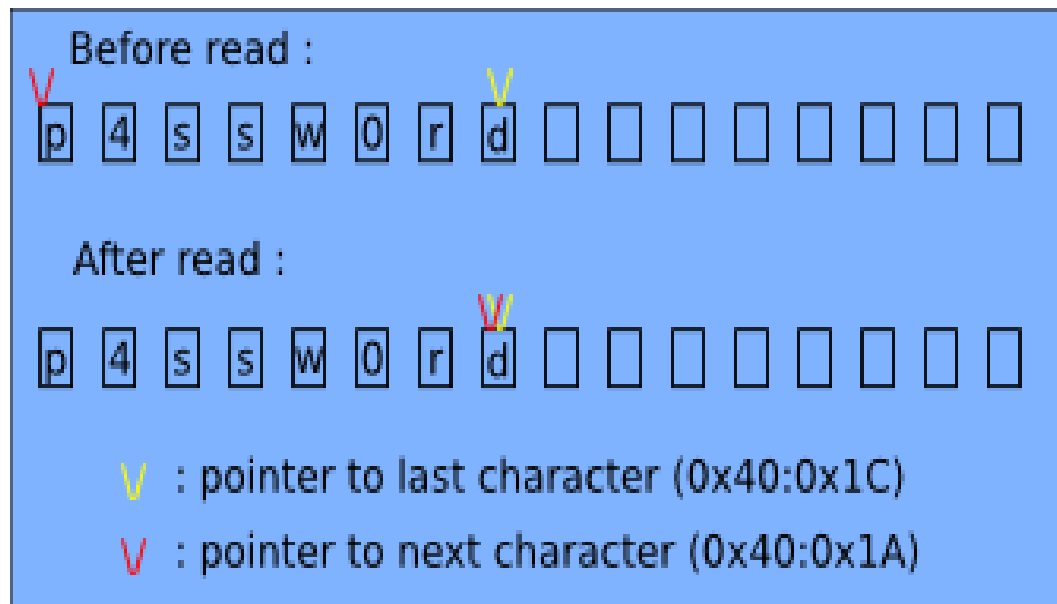 Before read :
V V
p 4 s s w 0 r d
After read :
V V
p 4 s s w 0 r d
V : pointer to last character (0x40:0x1C)
V : pointer to next character (0x40:0x1A)